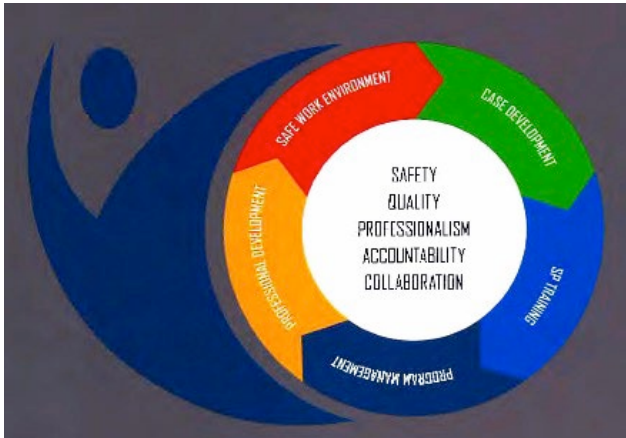 SAFE WORK ENVIRONMENT
CASE DEVELOPMENT
SP TRAINING
PROGRAM MANAGEMENT
PROFESSIONAL DEVELOPMENT
SAFETY
QUALITY
PROFESSIONALISM
ACCOUNTABILITY
COLLABORATION